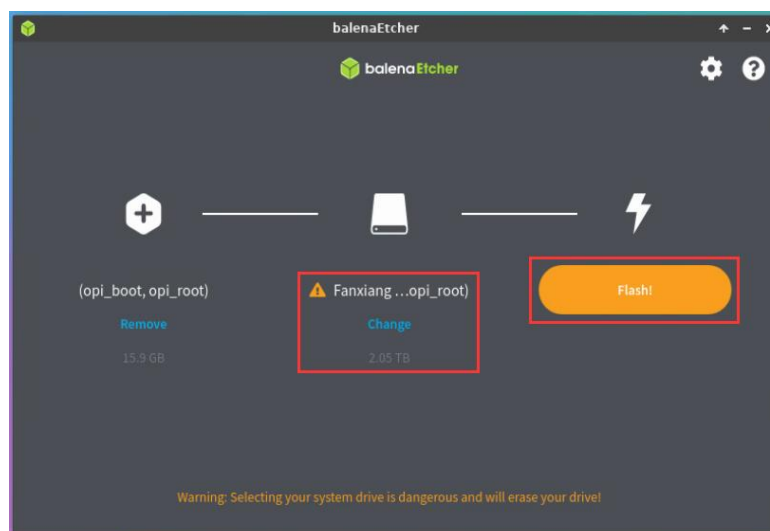 balenaEtcher
balenaEtcher
(opi_boot, opi_root)
Remove
15.9 GB
Fanxiang ...opi_root)
Change
2.05 TB
Flash!
Warning: Selecting your system drive is dangerous and will erase your drive!